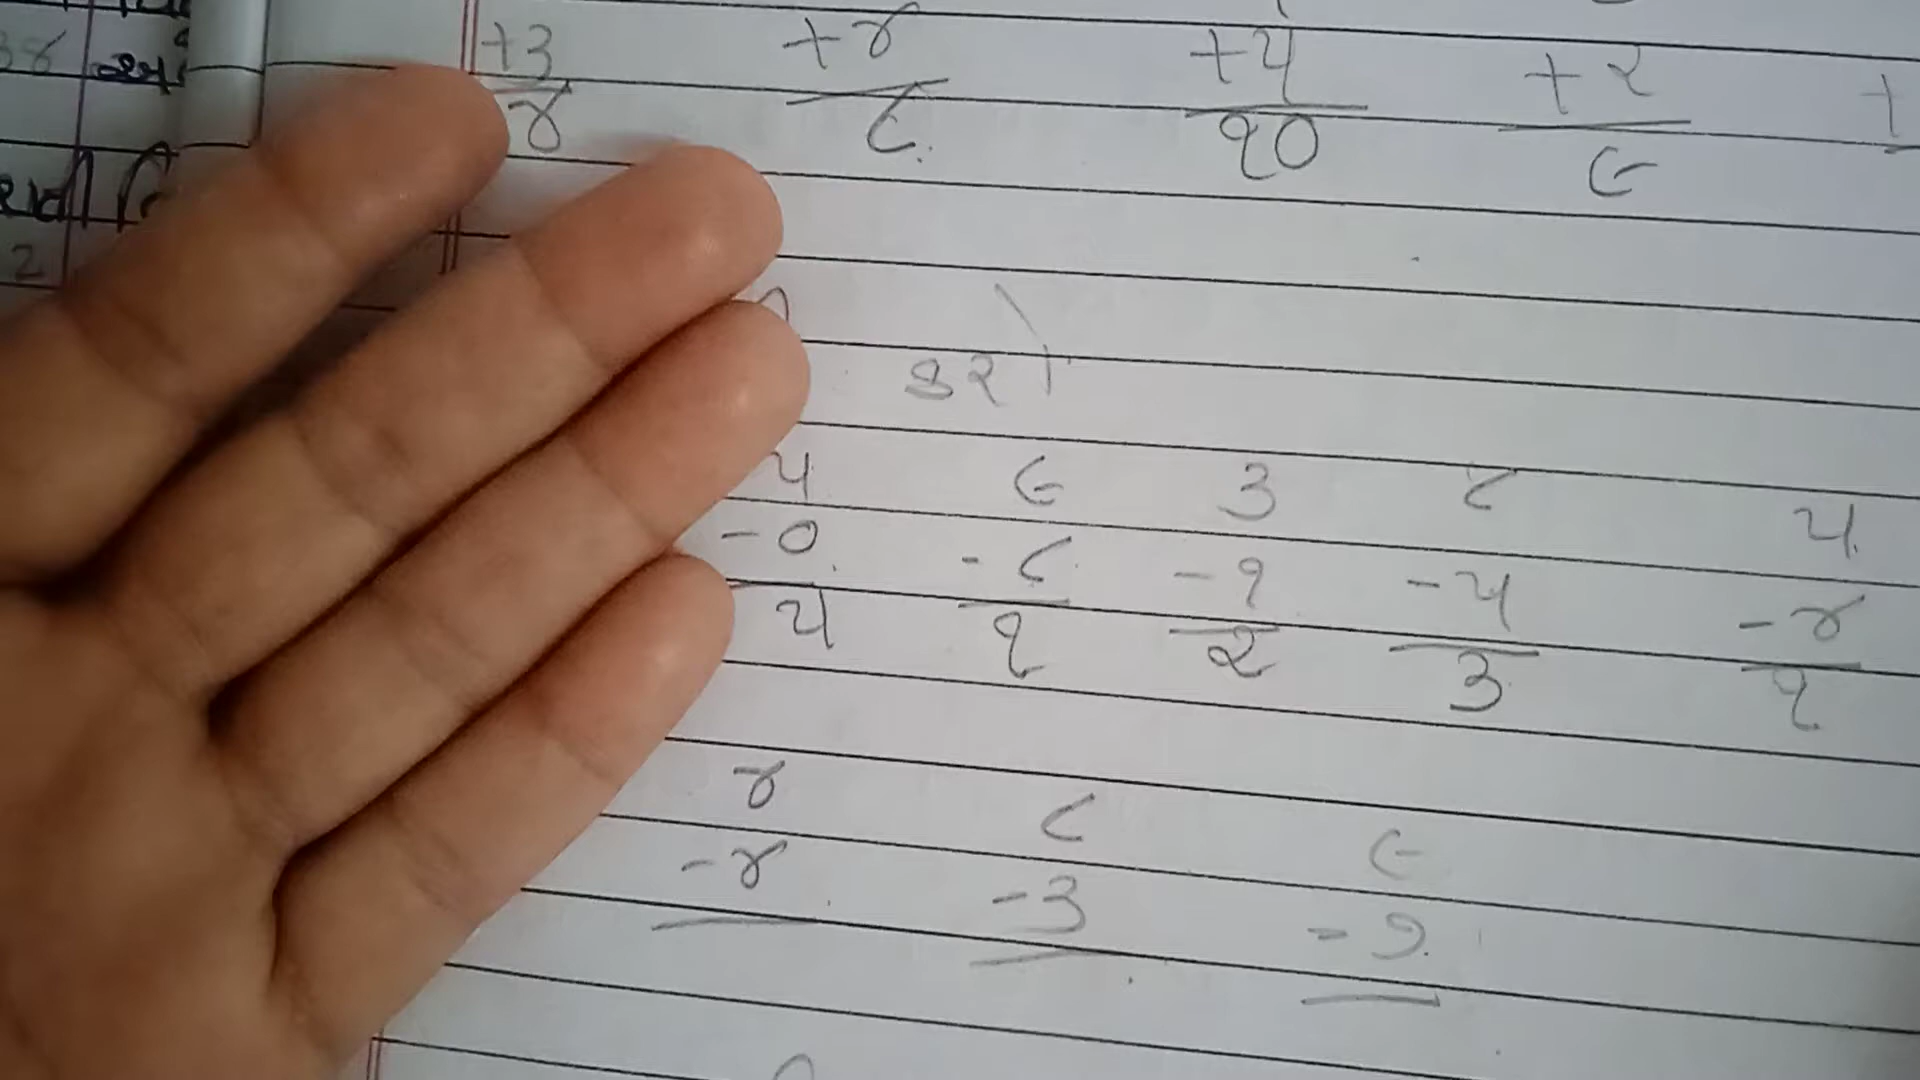 +૩ +૪ +૫ +૨ +
૪ ૮ ૧૦ ૯
કરો
૫ ૯ ૩ ૮ ૫
-૦ -૮ -૧ -૫ -૪
૫ ૧ ૨ ૩ ૧
૪ ૮ ૯
-૪ -૩ -